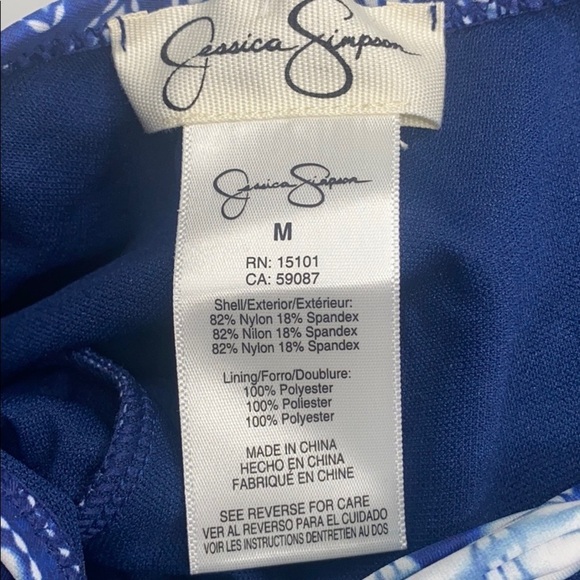 Jessica Simpson
Jessica Simpson
M
RN: 15101
CA: 59087
Shell/Exterior/Extérieur:
82% Nylon 18% Spandex
82% Nilon 18% Spandex
82% Nylon 18% Spandex
Lining/Forro/Doublure:
100% Polyester
100% Poliester
100% Polyester
MADE IN CHINA
HECHO EN CHINA
FABRIQUÉ EN CHINE
SEE REVERSE FOR CARE
VER AL REVERSO PARA EL CUIDADO
VOIR LES INSTRUCTIONS D'ENTRETIEN AU DOS